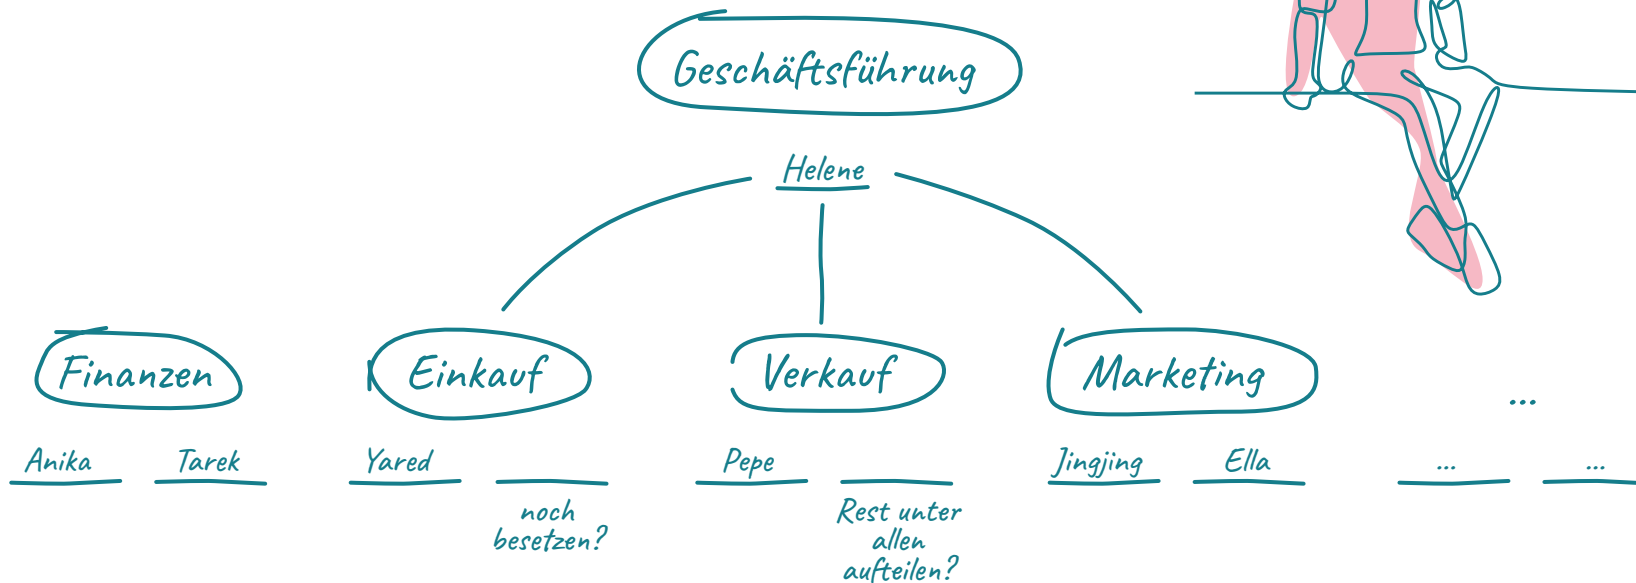 Geschäftsführung
Helene
Finanzen
Einkauf
Verkauf
Marketing
...
Anika
Tarek
Yared
Pepe
Jingjing
Ella
...
...
noch
besetzen?
Rest unter
allen
aufteilen?